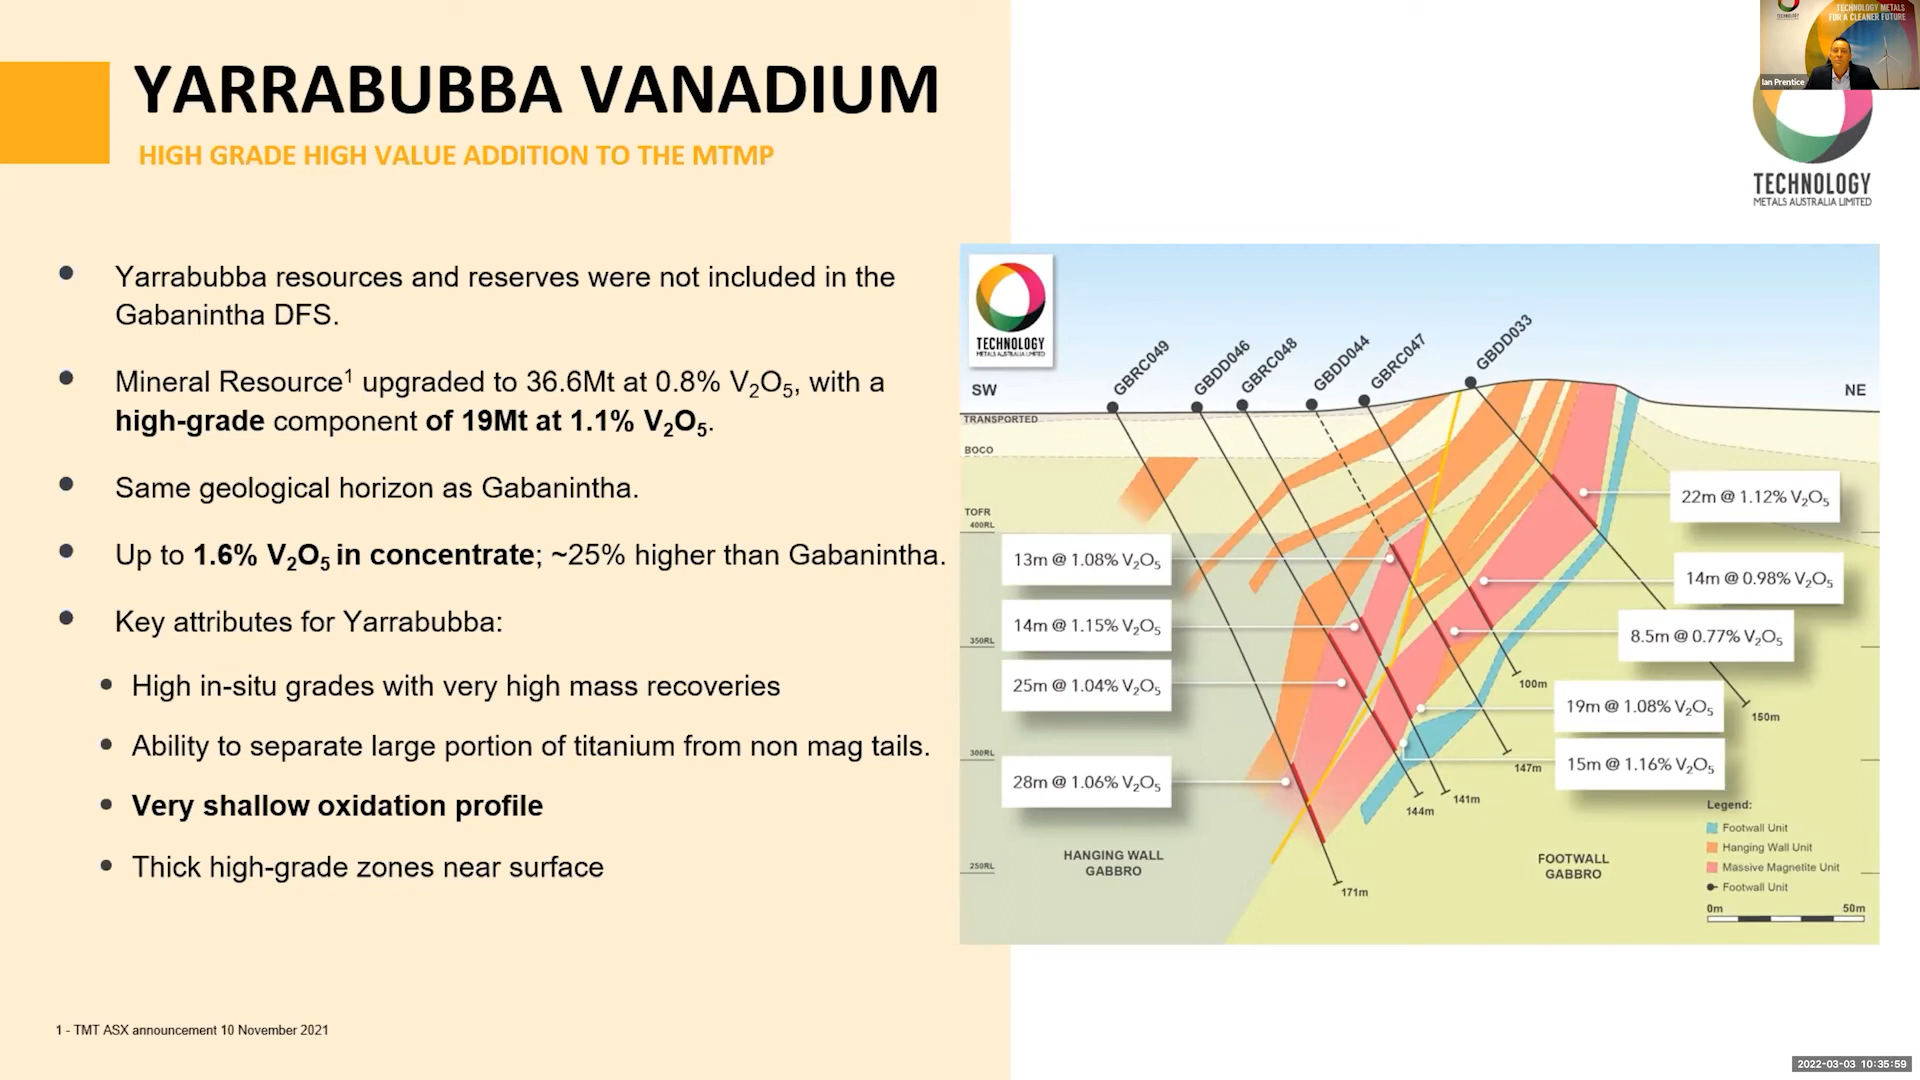 YARRABUBBA VANADIUM
HIGH GRADE HIGH VALUE ADDITION TO THE MTMP
Yarrabubba resources and reserves were not included in the
Gabanintha DFS.
Mineral Resource¹ upgraded to 36.6Mt at 0.8% V₂O₅, with a
high-grade component of 19Mt at 1.1% V₂O₅.
Same geological horizon as Gabanintha.
Up to 1.6% V₂O₅ in concentrate; ~25% higher than Gabanintha.
Key attributes for Yarrabubba:
High in-situ grades with very high mass recoveries
Ability to separate large portion of titanium from non mag tails.
Very shallow oxidation profile
Thick high-grade zones near surface
1 - TMT ASX announcement 10 November 2021
TECHNOLOGY METALS
FOR A CLEANER FUTURE
Ian Prentice
TECHNOLOGY
METALS AUSTRALIA LIMITED
TECHNOLOGY
METALS AUSTRALIA LIMITED
SW
GBRC049
GBDD046
GBRC048
GBDD044
GBRC047
GBDD033
NE
TRANSPORTED
BOCO
TOFR
400RL
350RL
300RL
250RL
13m @ 1.08% V₂O₅
14m @ 1.15% V₂O₅
25m @ 1.04% V₂O₅
28m @ 1.06% V₂O₅
22m @ 1.12% V₂O₅
14m @ 0.98% V₂O₅
8.5m @ 0.77% V₂O₅
19m @ 1.08% V₂O₅
15m @ 1.16% V₂O₅
100m
150m
147m
141m
144m
171m
HANGING WALL
GABBRO
FOOTWALL
GABBRO
Legend:
Footwall Unit
Hanging Wall Unit
Massive Magnetite Unit
Footwall Unit
0m 50m
2022-03-03 10:35:59